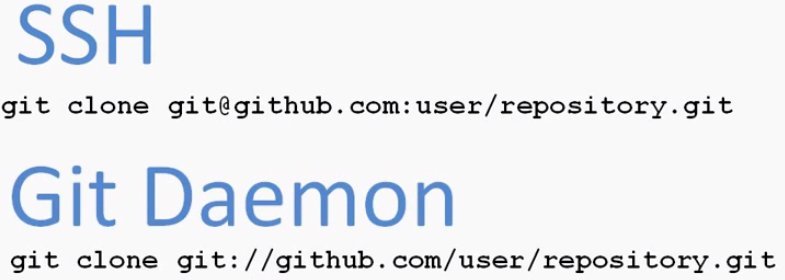 SSH
git clone git@github.com:user/repository.git
Git Daemon
git clone git://github.com/user/repository.git